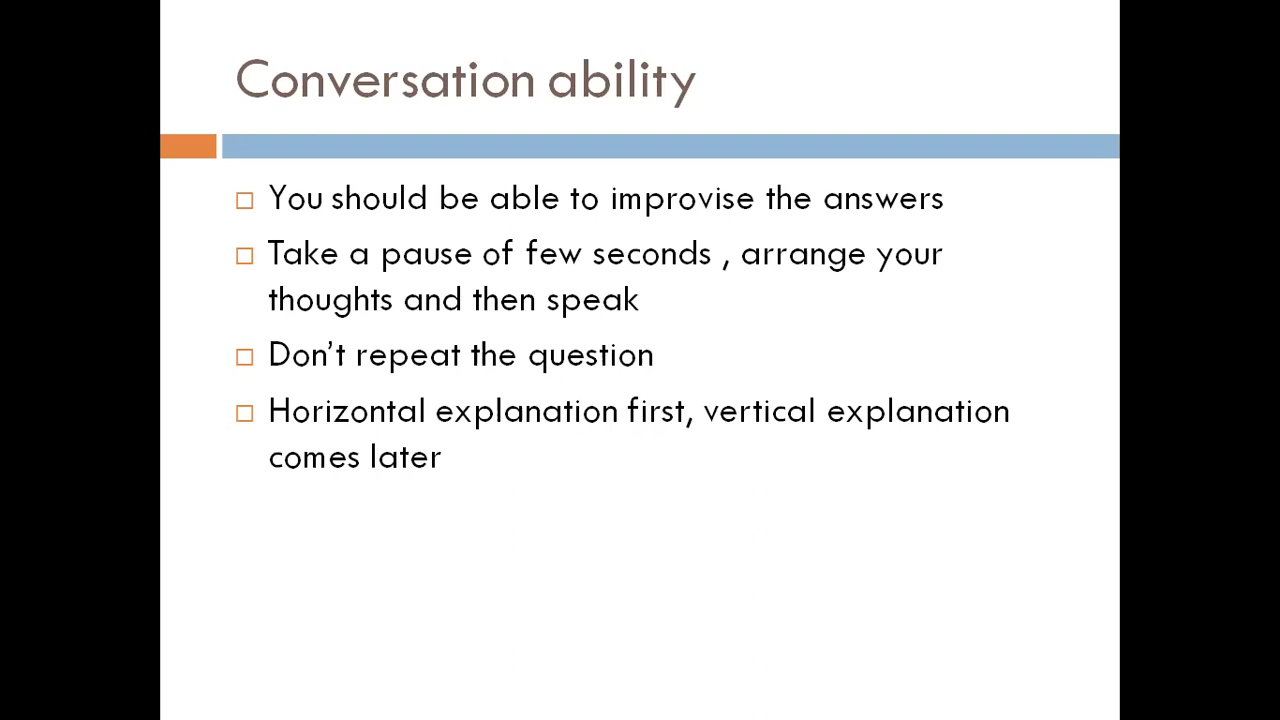 Conversation ability
You should be able to improvise the answers
Take a pause of few seconds , arrange your
thoughts and then speak
Don't repeat the question
Horizontal explanation first, vertical explanation
comes later